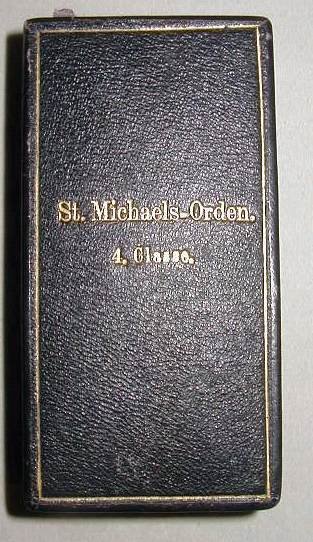 St. Michaels-Orden.
4. Classe.